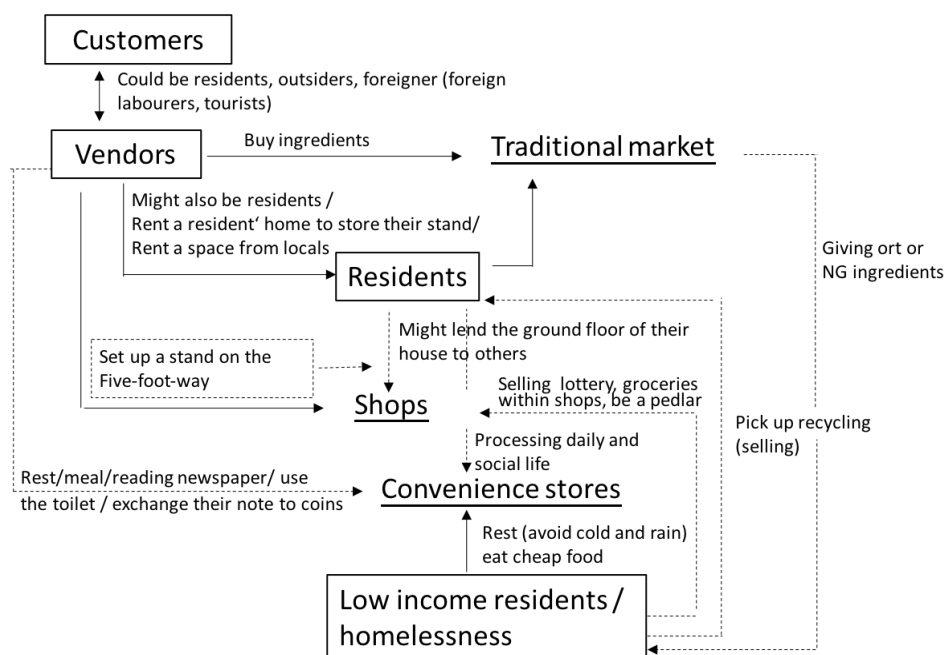 Customers
Could be residents, outsiders, foreigner (foreign
labourers, tourists)
Vendors
Buy ingredients
Traditional market
Might also be residents /
Rent a resident‘ home to store their stand/
Rent a space from locals
Giving ort or
NG ingredients
Residents
Might lend the ground floor of their
house to others
Set up a stand on the
Five-foot-way
Selling lottery, groceries
within shops, be a pedlar
Shops
Pick up recycling
(selling)
Processing daily and
social life
Rest/meal/reading newspaper/ use
the toilet / exchange their note to coins
Convenience stores
Rest (avoid cold and rain)
eat cheap food
Low income residents /
homelessness